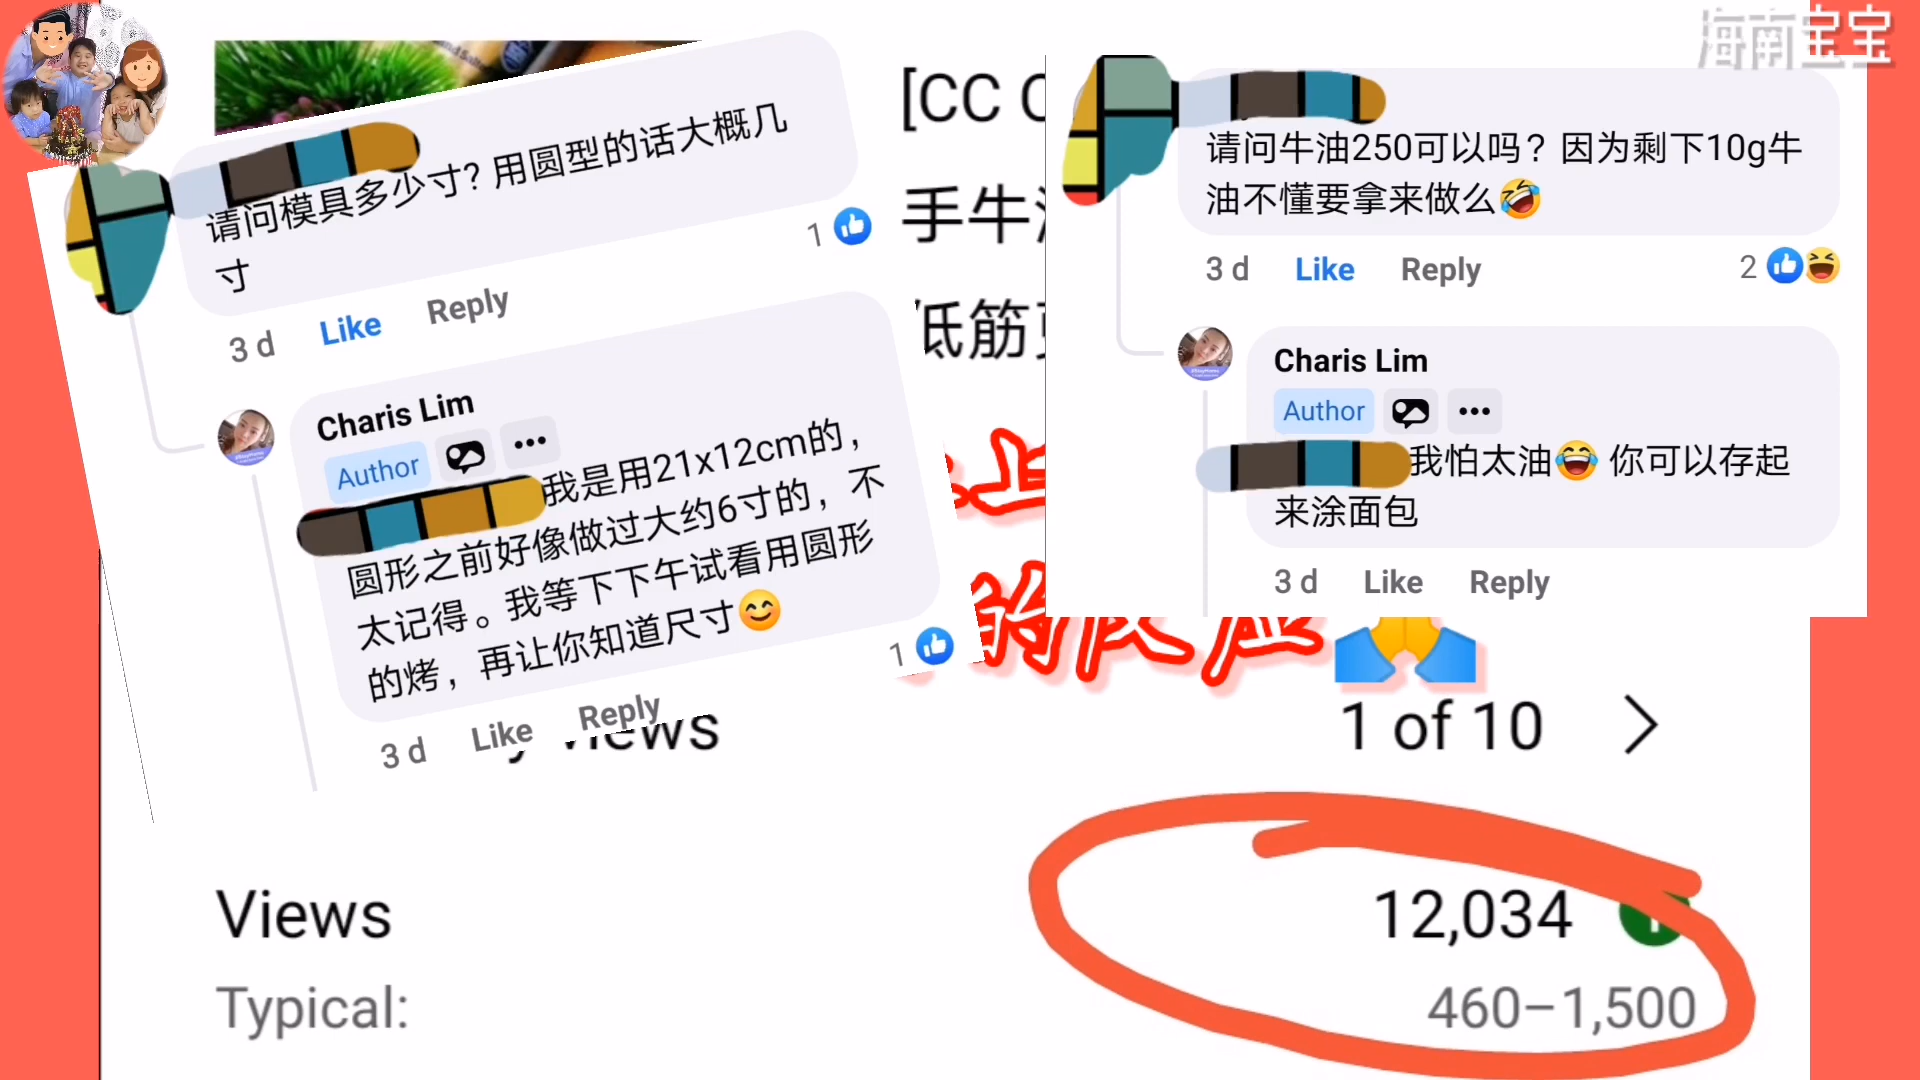 海南宝宝
[CC
手牛
低筋
请问模具多少寸？用圆型的话大概几
寸
1
3 d Like Reply
Charis Lim
Author
我是用21x12cm的，
圆形之前好像做过大约6寸的，不
太记得。我等下下午试看用圆形
的烤，再让你知道尺寸😊
1
3 d Like Reply
请问牛油250可以吗？因为剩下10g牛
油不懂要拿来做么🤣
3 d Like Reply 2
Charis Lim
Author
我怕太油😂 你可以存起
来涂面包
3 d Like Reply
上
的反应🙏
views 1 of 10 >
Views 12,034
Typical: 460–1,500